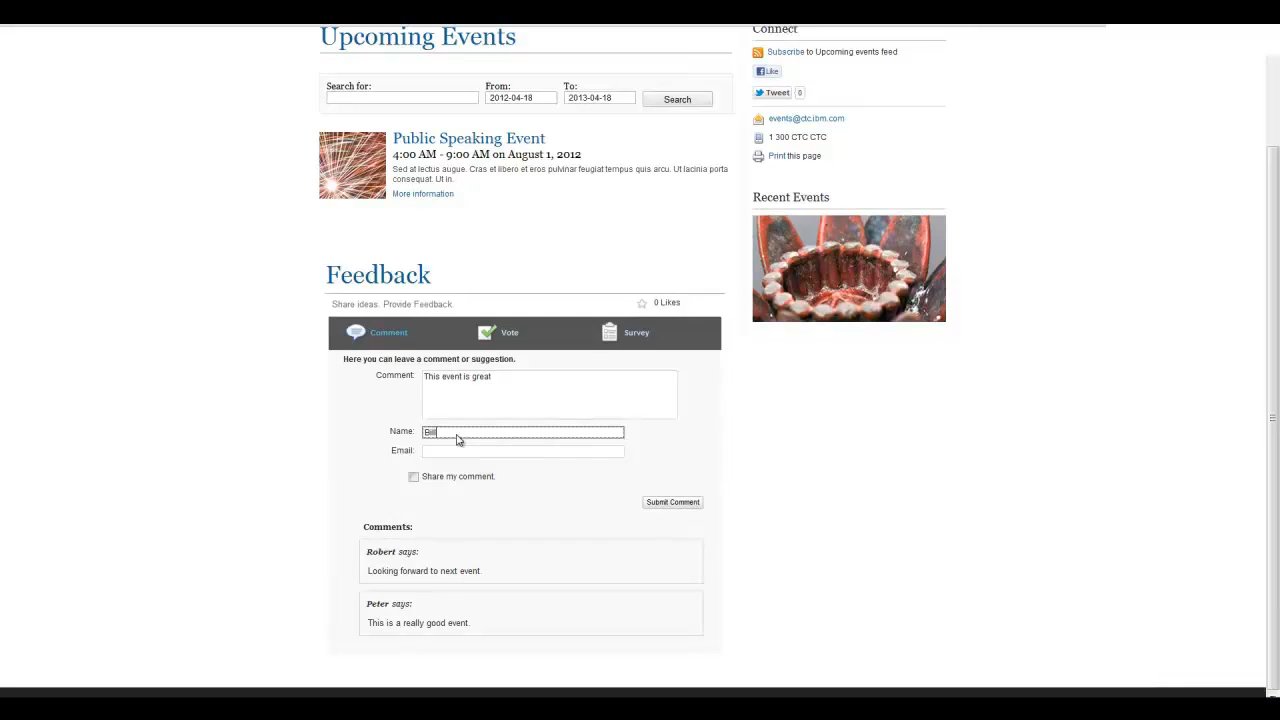 Upcoming Events
Search for:
From:
To:
2012-04-18
2013-04-18
Search
Public Speaking Event
4:00 AM - 9:00 AM on August 1, 2012
Sed at lectus augue. Cras et libero et eros pulvinar feugiat tempus quis arcu. Ut lacinia porta
consequat. Ut in.
More information
Feedback
Share ideas. Provide Feedback.
0 Likes
Comment
Vote
Survey
Here you can leave a comment or suggestion.
Comment:
This event is great
Name:
Bill
Email:
Share my comment.
Submit Comment
Comments:
Robert says:
Looking forward to next event.
Peter says:
This is a really good event.
Connect
Subscribe to Upcoming events feed
Like
Tweet 0
events@ctc.ibm.com
1 300 CTC CTC
Print this page
Recent Events